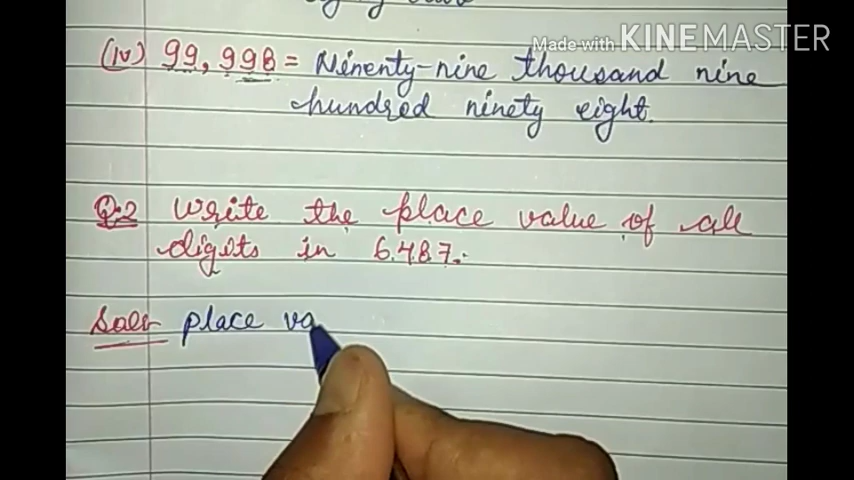 Made with KINEMASTER
(iv) 99,998 = Ninenty-nine thousand nine
hundred ninety eight.
Q.2 Write the place value of all
digits in 6487.
Sol:- place va